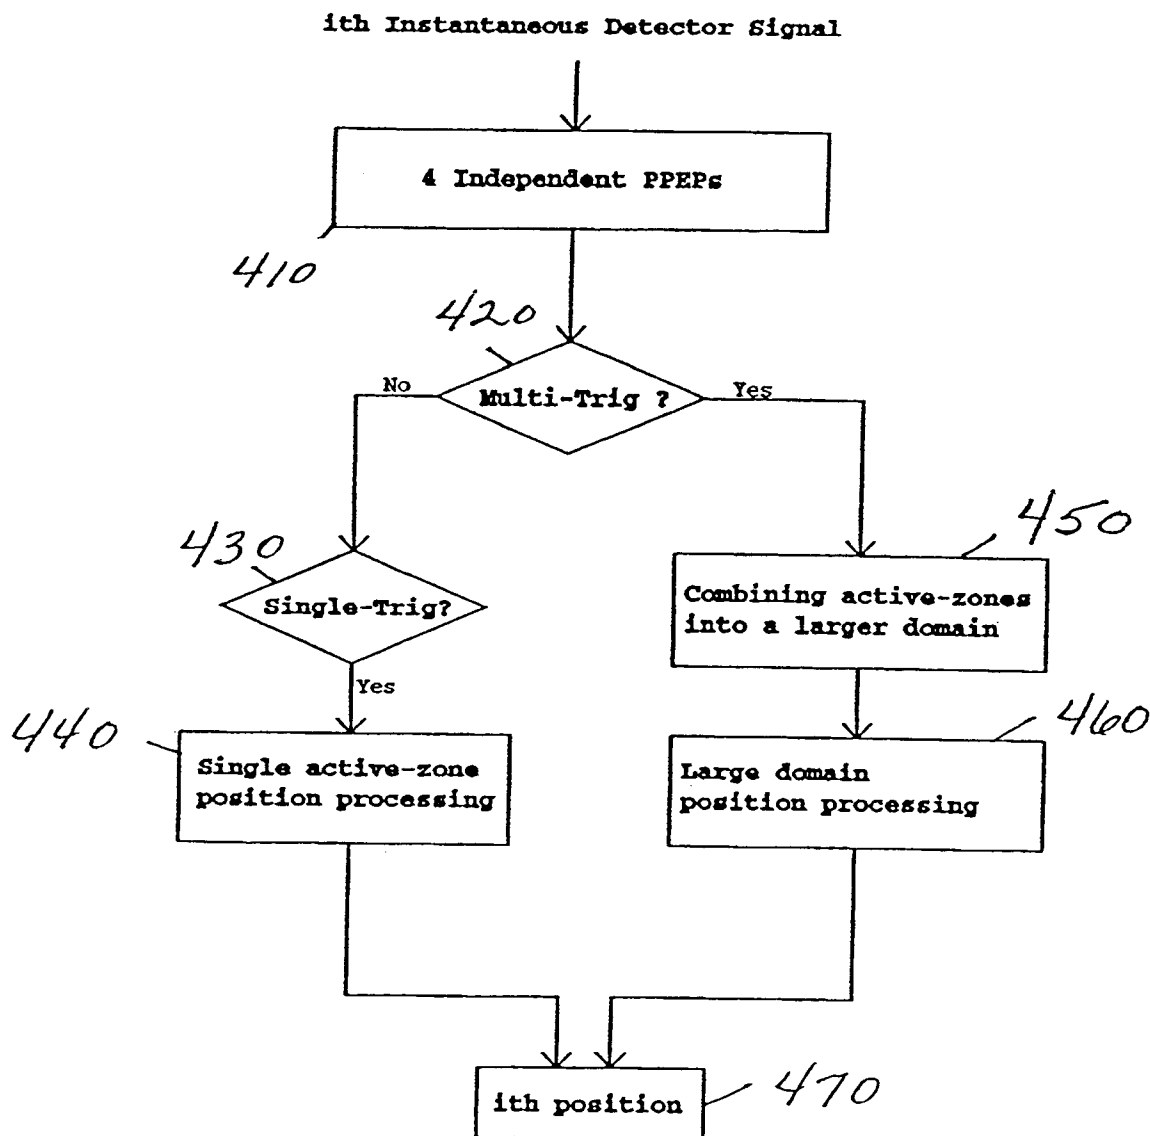 ith Instantaneous Detector Signal
4 Independent PPEPs
410
420
No
Multi-Trig ?
Yes
430
Single-Trig?
450
Combining active-zones
into a larger domain
Yes
440
Single active-zone
position processing
460
Large domain
position processing
ith position
470